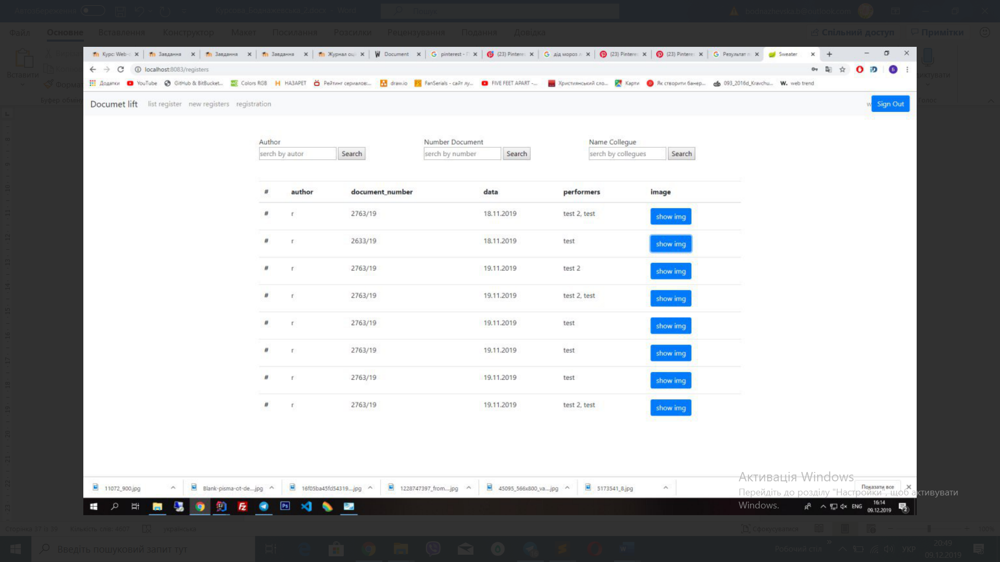 Автозбереження
Курсова_Боднажевська_2.docx - Word
Пошук
bodnazhevska.b@outlook.com
Файл Основне Вставлення Конструктор Макет Посилання Розсилки Рецензування Подання Довідка Спільний доступ Примітки
Вставити
Буфер обміну
Голос
Курс: Web- Завдання Завдання Завдання Журнал оц Document pinterest - (23) Pinteres дід мороз (23) Pinteres (23) Pinteres Результат Sweater
localhost:8083/registers
Додатки YouTube GitHub & BitBucket... Colors RGB НАЗАРЕТ Рейтинг сериалов:... draw.io FanSerials - сайт лу... FIVE FEET APART -... Християнський сло... Карти Як створити банер... 093_2016d_Kravchu... web trend
Documet lift list register new registers registration w Sign Out
Author Number Document Name Collegue
serch by autor Search serch by number Search serch by collegues Search
# author document_number data performers image
# r 2763/19 18.11.2019 test 2, test show img
# r 2633/19 18.11.2019 test show img
# r 2763/19 19.11.2019 test 2 show img
# r 2763/19 19.11.2019 test 2, test show img
# r 2763/19 19.11.2019 test show img
# r 2763/19 19.11.2019 test show img
# r 2763/19 19.11.2019 test show img
# r 2763/19 19.11.2019 test 2, test show img
Активація Windows
Перейдіть до розділу "Настройки", щоб активувати
Windows.
11072_900.jpg Blank-pisma-ot-de....jpg 16f05ba45fd54319....jpg 1228747397_from....jpg 45095_566x800_va....jpg 5173541_8.jpg Показати все
ENG 16:14
09.12.2019
Сторінка 37 із 39 Кількість слів: 4607 українська Сфокусуватися 100%
Введіть пошуковий запит тут
Робочий стіл УКР 20:49
09.12.2019